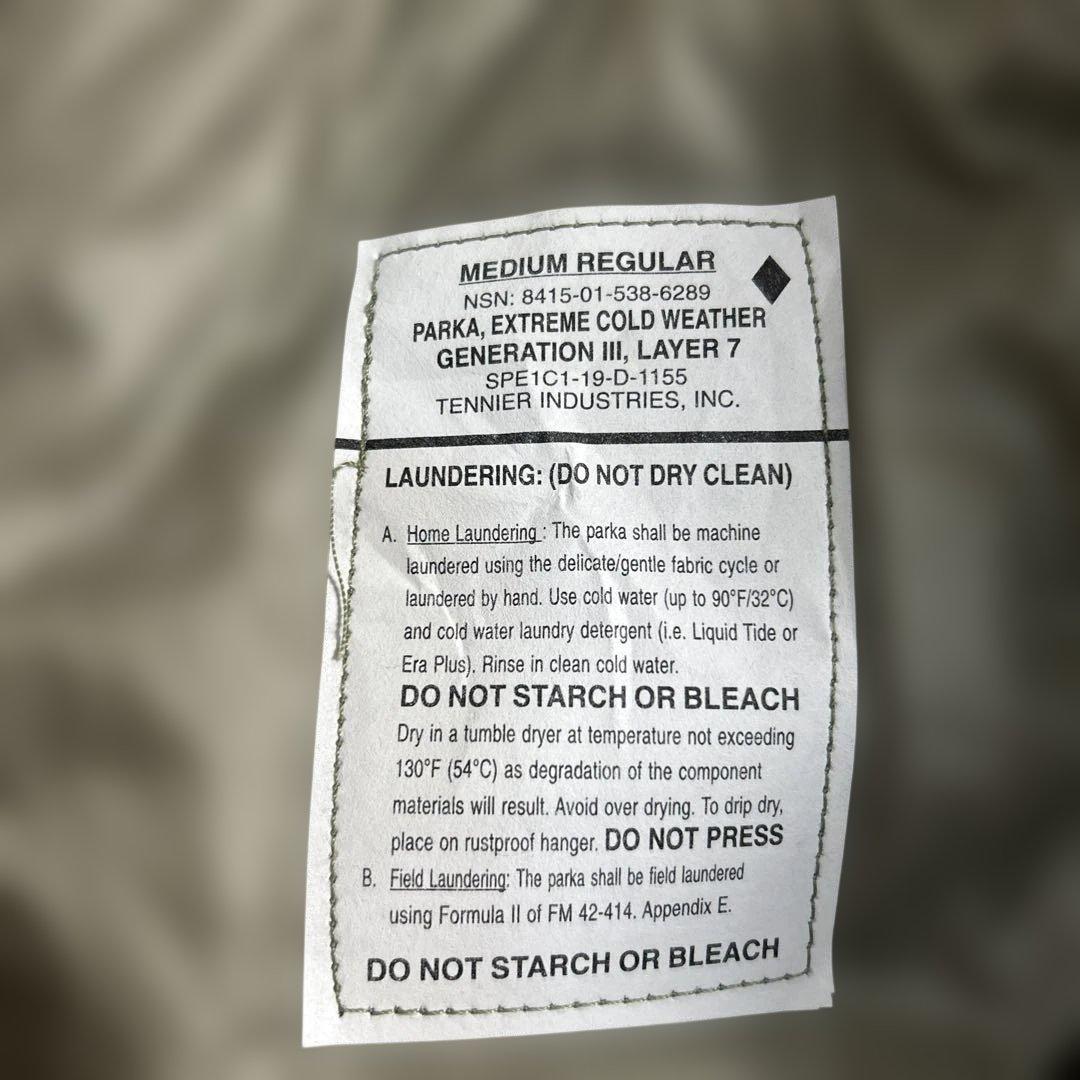 MEDIUM REGULAR
NSN: 8415-01-538-6289
PARKA, EXTREME COLD WEATHER
GENERATION III, LAYER 7
SPE1C1-19-D-1155
TENNIER INDUSTRIES, INC.
LAUNDERING: (DO NOT DRY CLEAN)
A. Home Laundering : The parka shall be machine
laundered using the delicate/gentle fabric cycle or
laundered by hand. Use cold water (up to 90°F/32°C)
and cold water laundry detergent (i.e. Liquid Tide or
Era Plus). Rinse in clean cold water.
DO NOT STARCH OR BLEACH
Dry in a tumble dryer at temperature not exceeding
130°F (54°C) as degradation of the component
materials will result. Avoid over drying. To drip dry,
place on rustproof hanger. DO NOT PRESS
B. Field Laundering: The parka shall be field laundered
using Formula II of FM 42-414. Appendix E.
DO NOT STARCH OR BLEACH